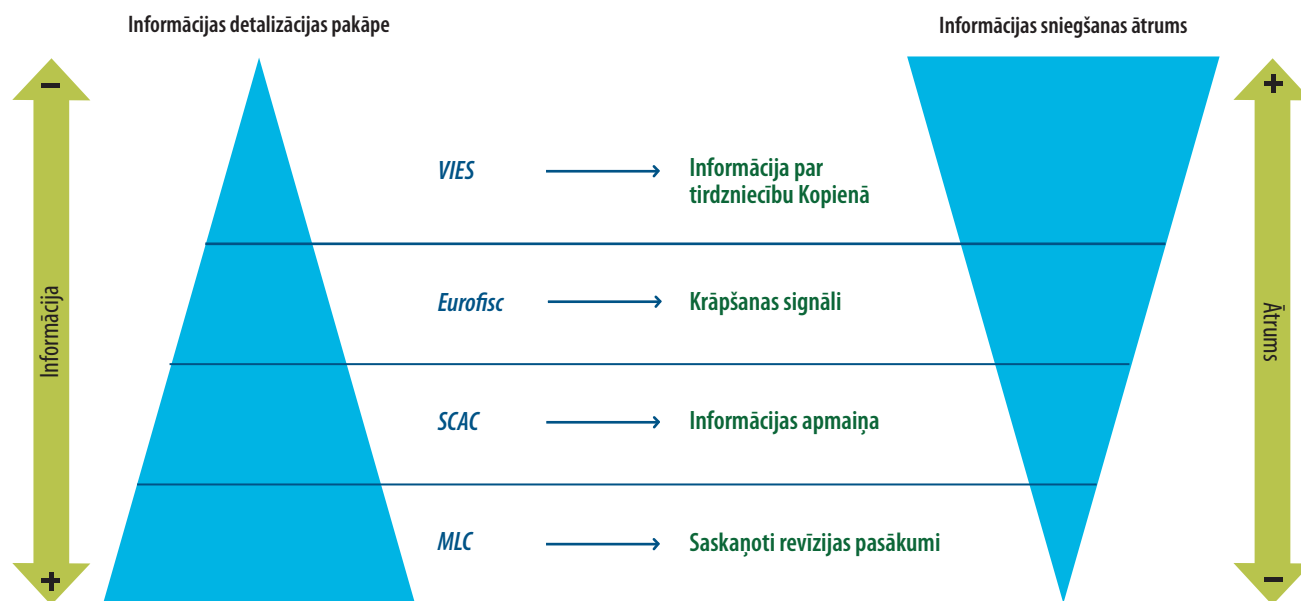 Informācijas detalizācijas pakāpe
Informācijas sniegšanas ātrums
–
+
VIES
Informācija par
tirdzniecību Kopienā
Informācija
Eurofisc
Krāpšanas signāli
Ātrums
SCAC
Informācijas apmaiņa
MLC
Saskaņoti revīzijas pasākumi
+
–